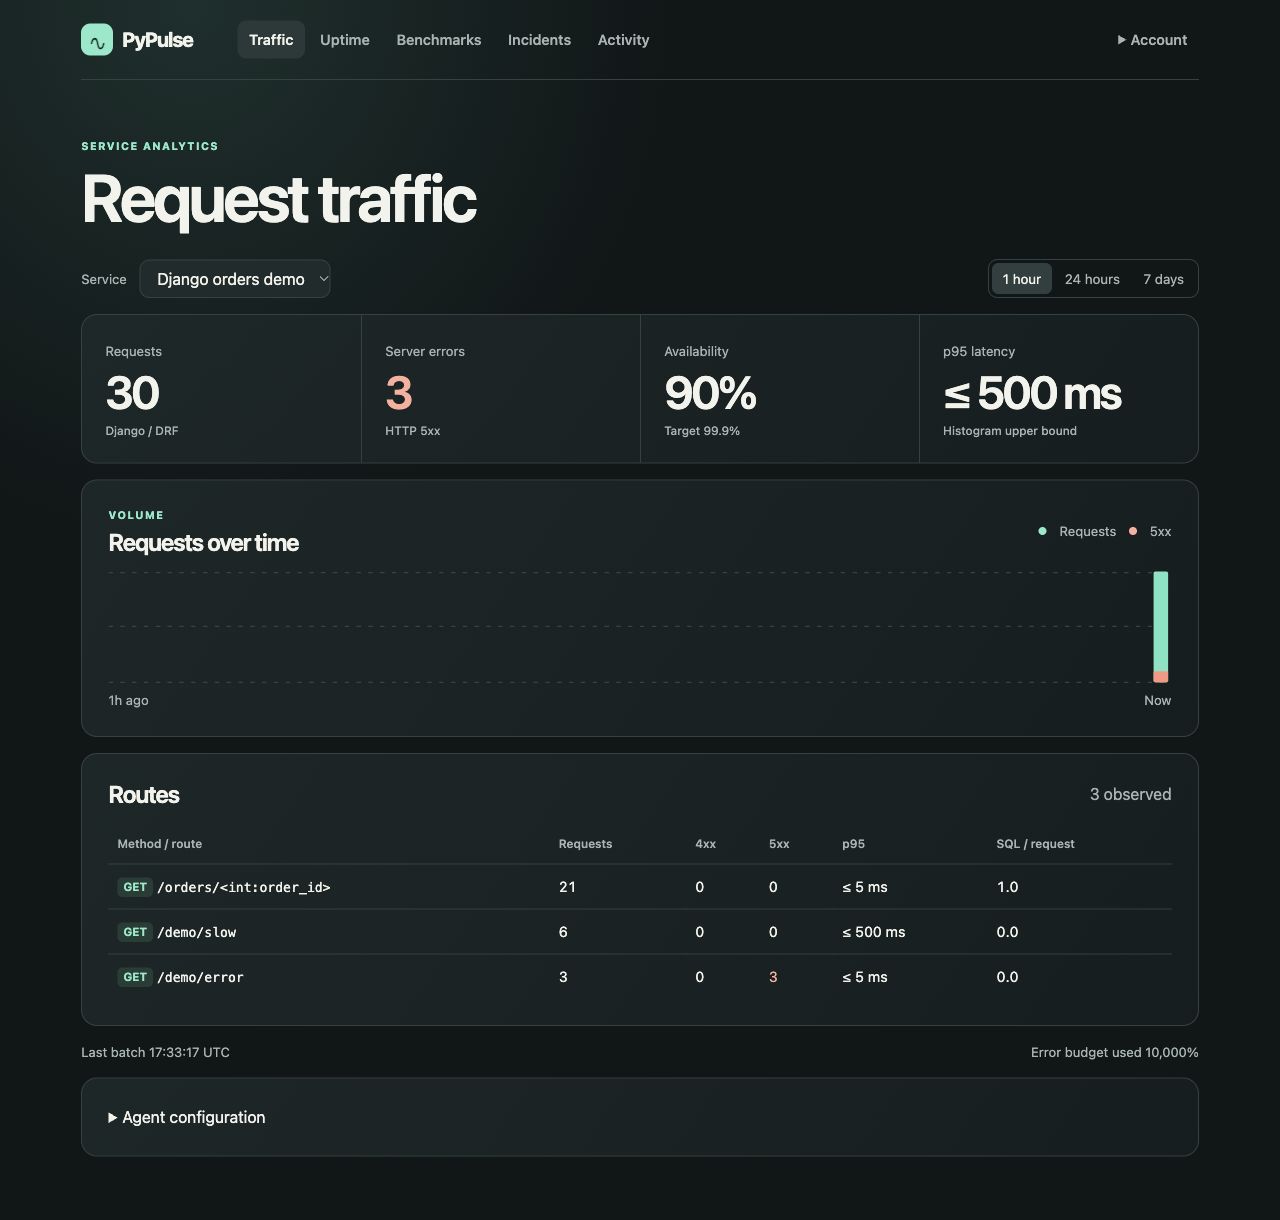 PyPulse Traffic Uptime Benchmarks Incidents Activity ▶ Account
SERVICE ANALYTICS
Request traffic
Service Django orders demo 1 hour 24 hours 7 days
Requests Server errors Availability p95 latency
30 3 90% ≤ 500 ms
Django / DRF HTTP 5xx Target 99.9% Histogram upper bound
VOLUME
Requests over time
Requests 5xx
1h ago Now
Routes 3 observed
Method / route Requests 4xx 5xx p95 SQL / request
GET /orders/<int:order_id> 21 0 0 ≤ 5 ms 1.0
GET /demo/slow 6 0 0 ≤ 500 ms 0.0
GET /demo/error 3 0 3 ≤ 5 ms 0.0
Last batch 17:33:17 UTC Error budget used 10,000%
▶ Agent configuration